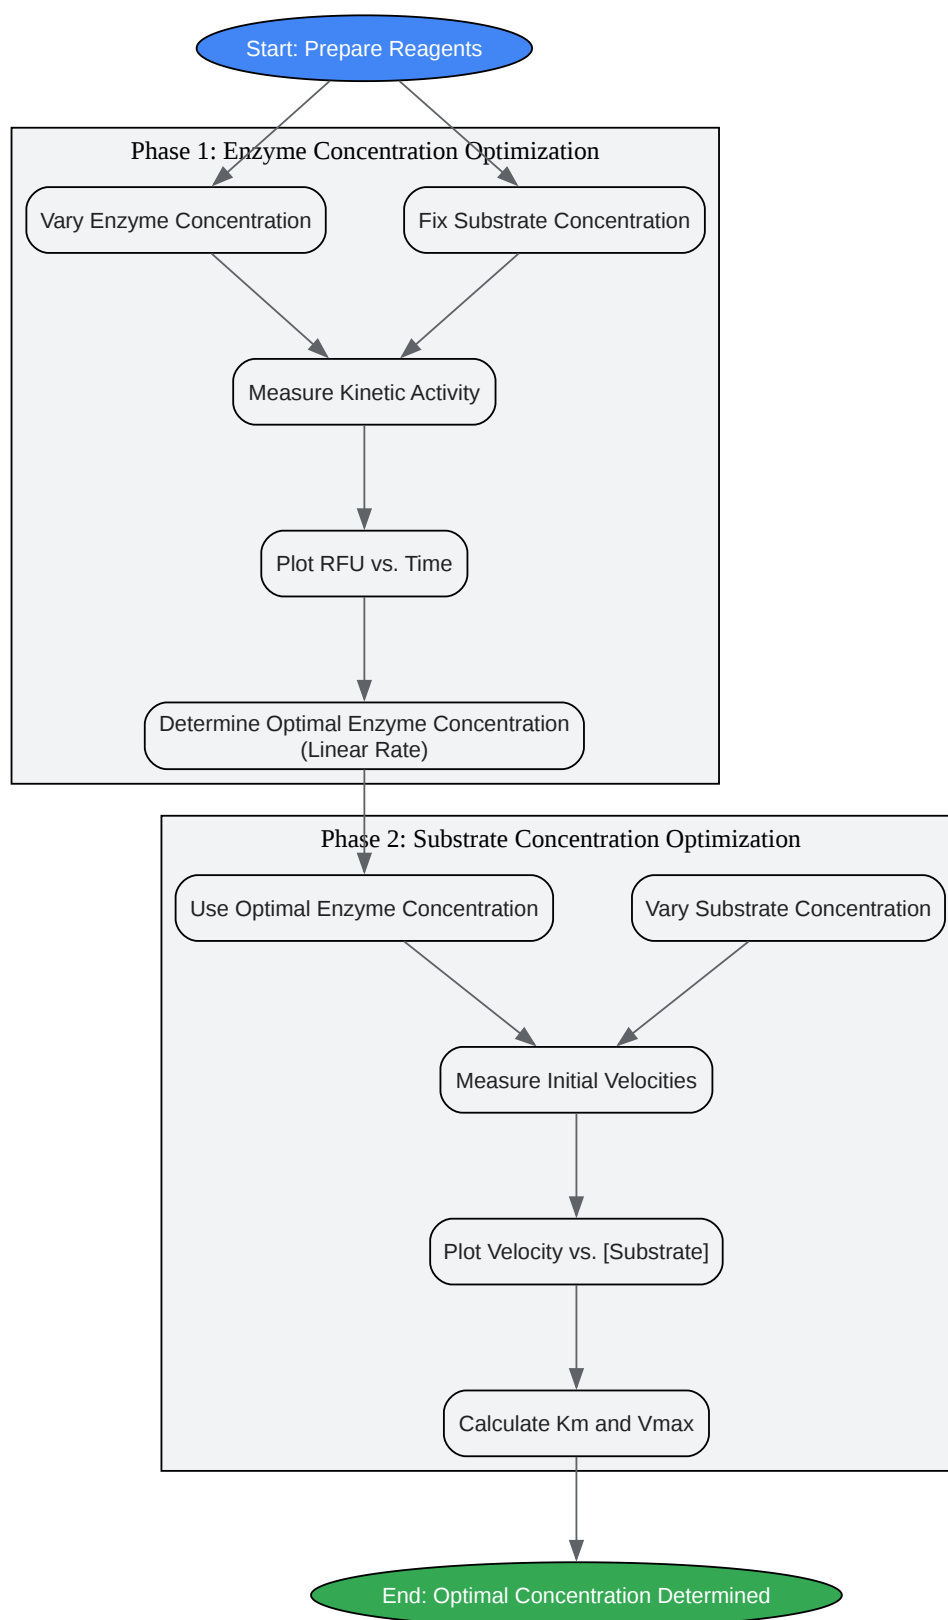 Start: Prepare Reagents
Phase 1: Enzyme Concentration Optimization
Vary Enzyme Concentration
Fix Substrate Concentration
Measure Kinetic Activity
Plot RFU vs. Time
Determine Optimal Enzyme Concentration
(Linear Rate)
Phase 2: Substrate Concentration Optimization
Use Optimal Enzyme Concentration
Vary Substrate Concentration
Measure Initial Velocities
Plot Velocity vs. [Substrate]
Calculate Km and Vmax
End: Optimal Concentration Determined